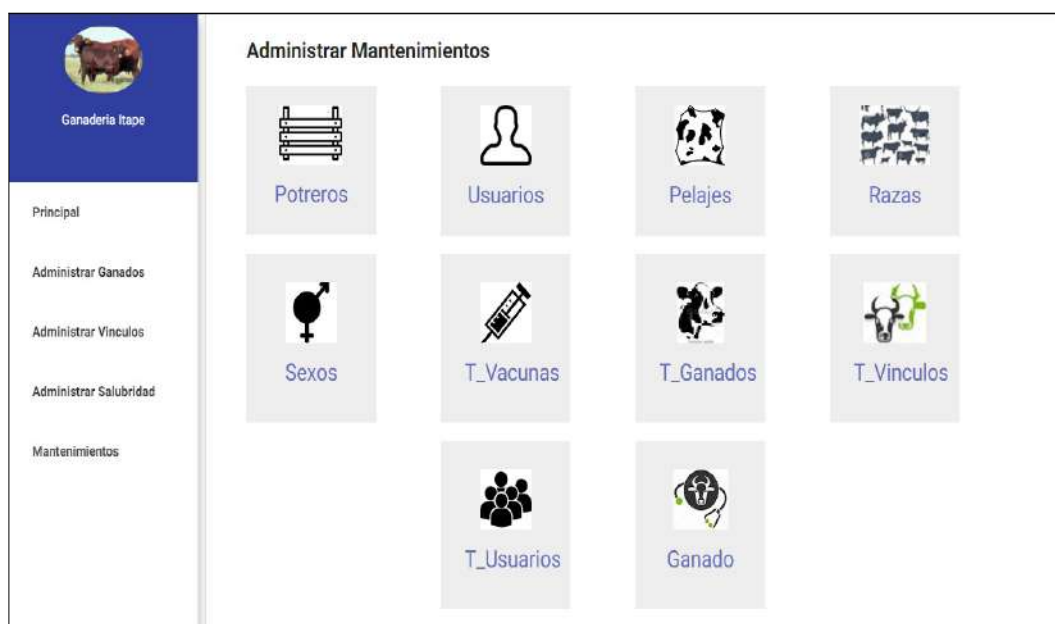 Ganaderia Itape
Principal
Administrar Ganados
Administrar Vinculos
Administrar Salubridad
Mantenimientos
Administrar Mantenimientos
Potreros
Usuarios
Pelajes
Razas
Sexos
T_Vacunas
T_Ganados
T_Vinculos
T_Usuarios
Ganado